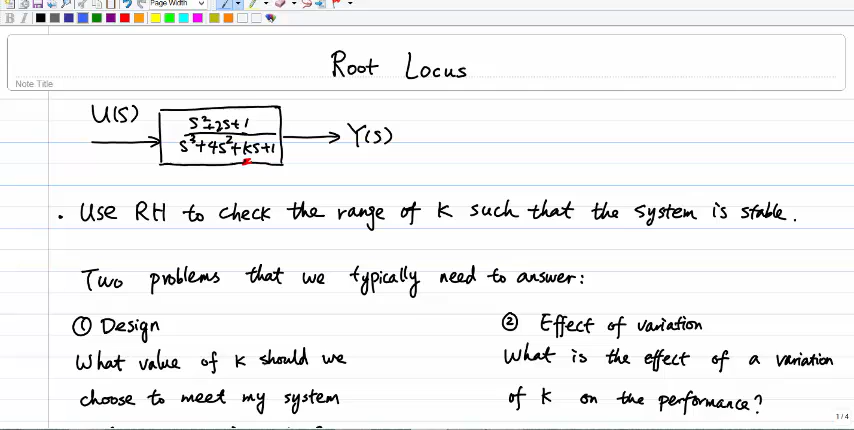 Page Width
B I
Root Locus
Note Title
U(s)
s²+2s+1
s³+4s²+ks+1
Y(s)
. Use RH to check the range of k such that the system is stable.
Two problems that we typically need to answer:
① Design
What value of k should we
choose to meet my system
② Effect of variation
What is the effect of a variation
of k on the performance?
1 / 4